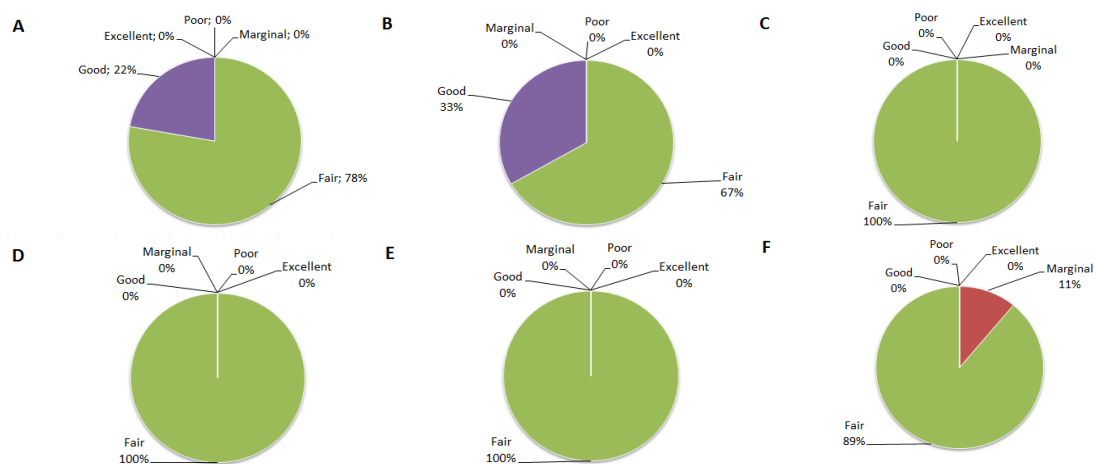 A
Poor; 0%
Excellent; 0%
Marginal; 0%
Good; 22%
Fair; 78%
B
Marginal
0%
Poor
0%
Excellent
0%
Good
33%
Fair
67%
C
Poor
0%
Excellent
0%
Good
0%
Marginal
0%
Fair
100%
D
Marginal
0%
Poor
0%
Good
0%
Excellent
0%
Fair
100%
E
Marginal
0%
Poor
0%
Good
0%
Excellent
0%
Fair
100%
F
Poor
0%
Excellent
0%
Good
0%
Marginal
11%
Fair
89%